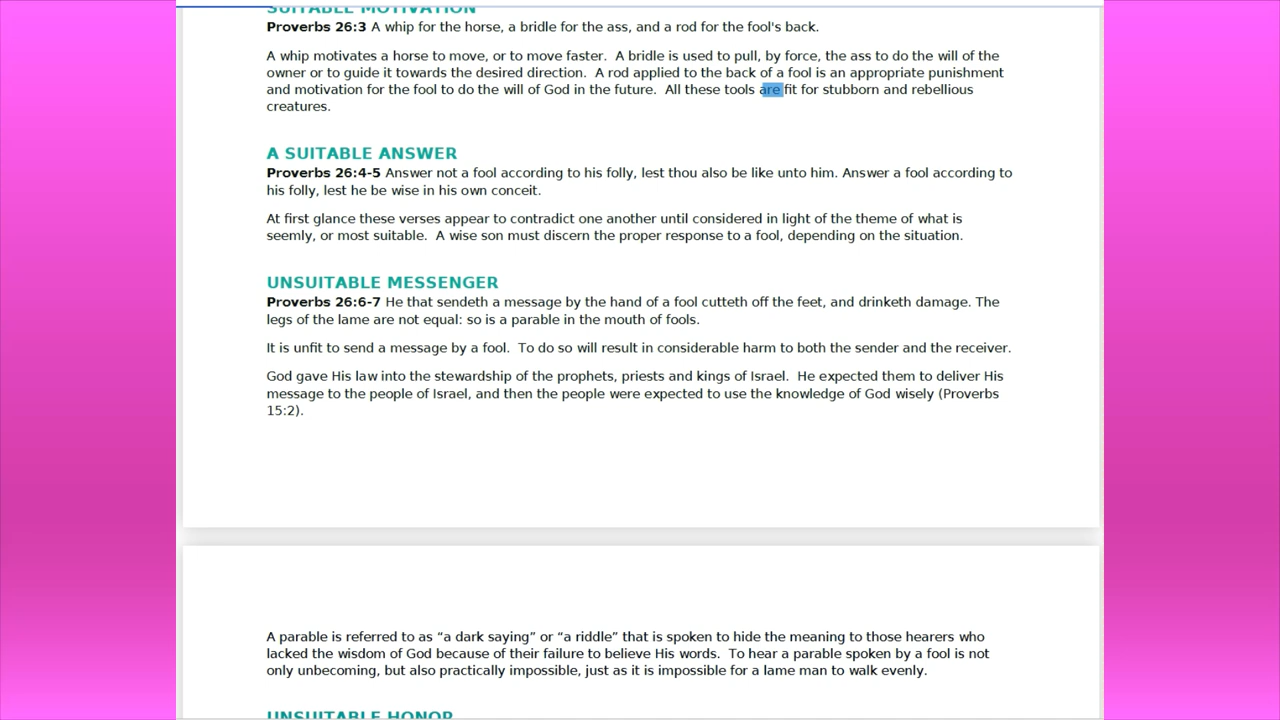 SUITABLE MOTIVATION
Proverbs 26:3 A whip for the horse, a bridle for the ass, and a rod for the fool's back.
A whip motivates a horse to move, or to move faster.  A bridle is used to pull, by force, the ass to do the will of the
owner or to guide it towards the desired direction.  A rod applied to the back of a fool is an appropriate punishment
and motivation for the fool to do the will of God in the future.  All these tools are fit for stubborn and rebellious
creatures.
A SUITABLE ANSWER
Proverbs 26:4-5 Answer not a fool according to his folly, lest thou also be like unto him. Answer a fool according to
his folly, lest he be wise in his own conceit.
At first glance these verses appear to contradict one another until considered in light of the theme of what is
seemly, or most suitable.  A wise son must discern the proper response to a fool, depending on the situation.
UNSUITABLE MESSENGER
Proverbs 26:6-7 He that sendeth a message by the hand of a fool cutteth off the feet, and drinketh damage. The
legs of the lame are not equal: so is a parable in the mouth of fools.
It is unfit to send a message by a fool.  To do so will result in considerable harm to both the sender and the receiver.
God gave His law into the stewardship of the prophets, priests and kings of Israel.  He expected them to deliver His
message to the people of Israel, and then the people were expected to use the knowledge of God wisely (Proverbs
15:2).
A parable is referred to as “a dark saying” or “a riddle” that is spoken to hide the meaning to those hearers who
lacked the wisdom of God because of their failure to believe His words.  To hear a parable spoken by a fool is not
only unbecoming, but also practically impossible, just as it is impossible for a lame man to walk evenly.
UNSUITABLE HONOR